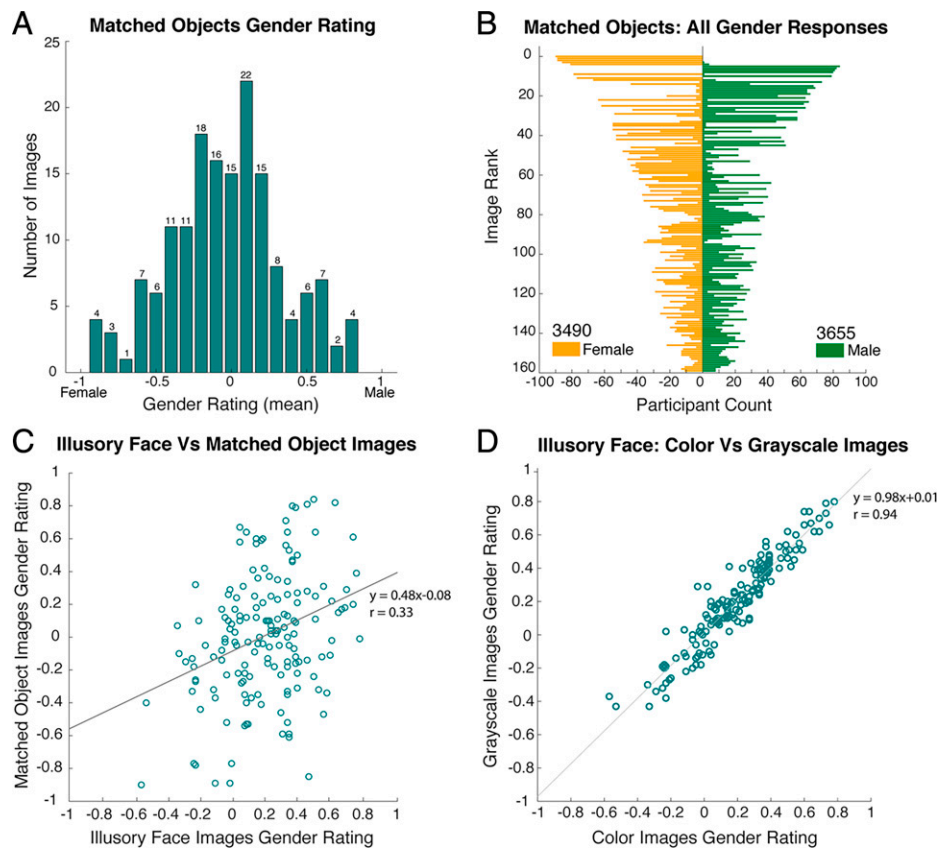 A
Matched Objects Gender Rating
Number of Images
25
20
15
10
5
0
4
3
1
7
6
11
11
18
16
15
22
15
8
4
6
7
2
4
-1
-0.5
0
0.5
1
Female
Male
Gender Rating (mean)
B
Matched Objects: All Gender Responses
Image Rank
0
20
40
60
80
100
120
140
160
3490
Female
3655
Male
-100 -80 -60 -40 -20 0 20 40 60 80 100
Participant Count
C
Illusory Face Vs Matched Object Images
Matched Object Images Gender Rating
1
0.8
0.6
0.4
0.2
0
-0.2
-0.4
-0.6
-0.8
-1
y = 0.48x-0.08
r = 0.33
-1 -0.8 -0.6 -0.4 -0.2 0 0.2 0.4 0.6 0.8 1
Illusory Face Images Gender Rating
D
Illusory Face: Color Vs Grayscale Images
Grayscale Images Gender Rating
1
0.8
0.6
0.4
0.2
0
-0.2
-0.4
-0.6
-0.8
-1
y = 0.98x+0.01
r = 0.94
-1 -0.8 -0.6 -0.4 -0.2 0 0.2 0.4 0.6 0.8 1
Color Images Gender Rating